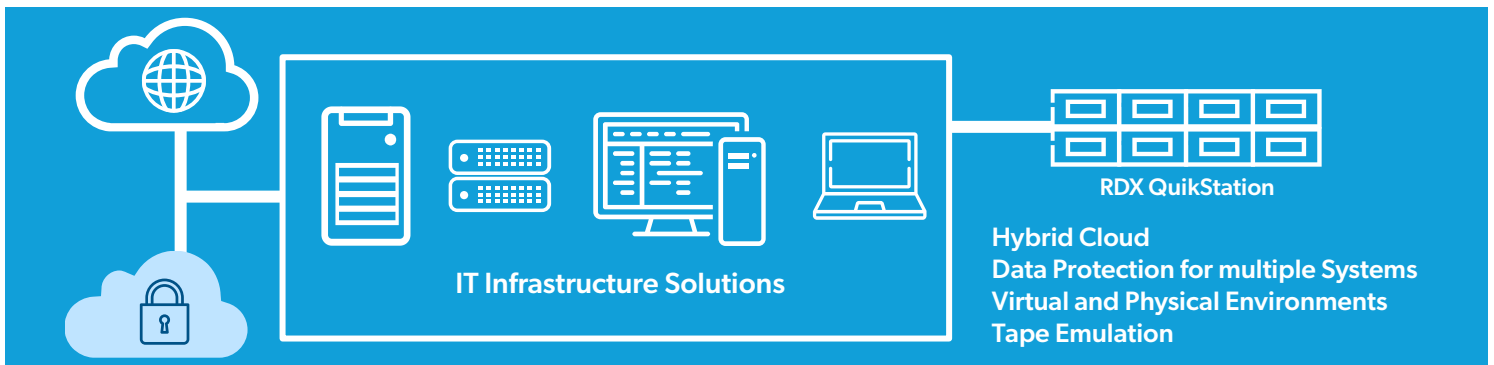 RDX QuikStation
IT Infrastructure Solutions
Hybrid Cloud
Data Protection for multiple Systems
Virtual and Physical Environments
Tape Emulation